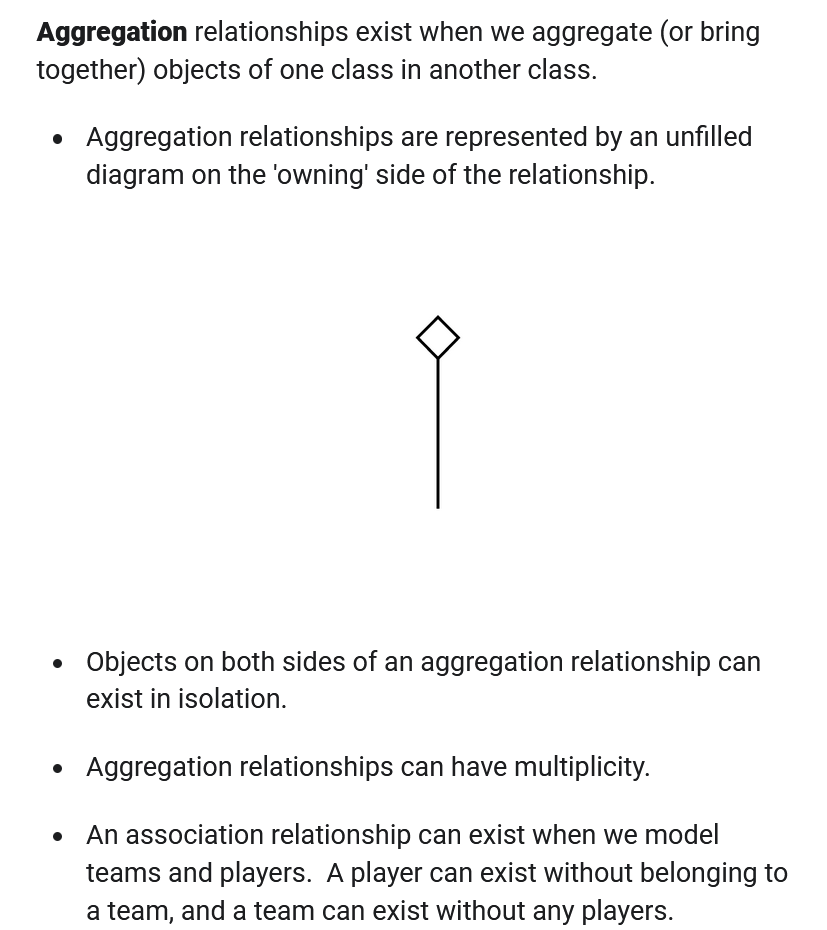 Aggregation relationships exist when we aggregate (or bring
together) objects of one class in another class.
• Aggregation relationships are represented by an unfilled
diagram on the 'owning' side of the relationship.
• Objects on both sides of an aggregation relationship can
exist in isolation.
• Aggregation relationships can have multiplicity.
• An association relationship can exist when we model
teams and players.  A player can exist without belonging to
a team, and a team can exist without any players.